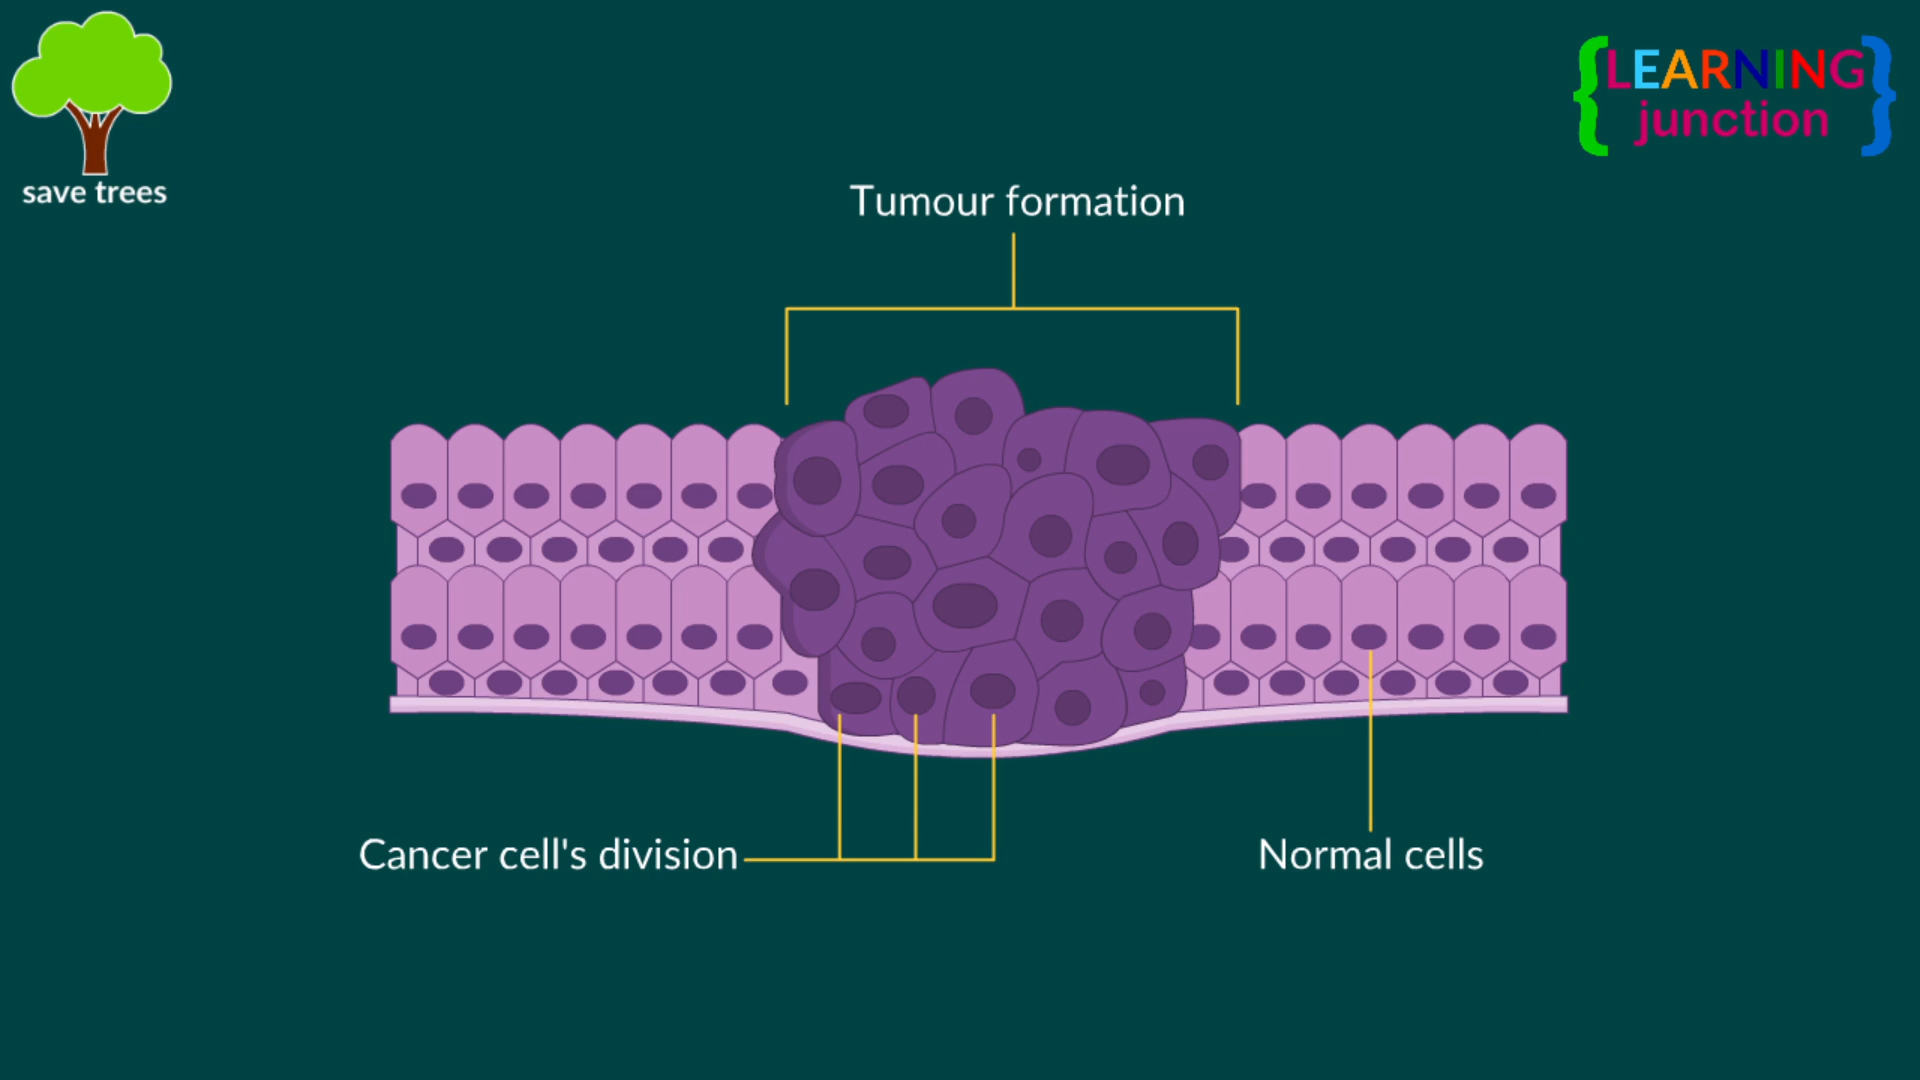 save trees
{LEARNING
junction}
Tumour formation
Cancer cell's division
Normal cells